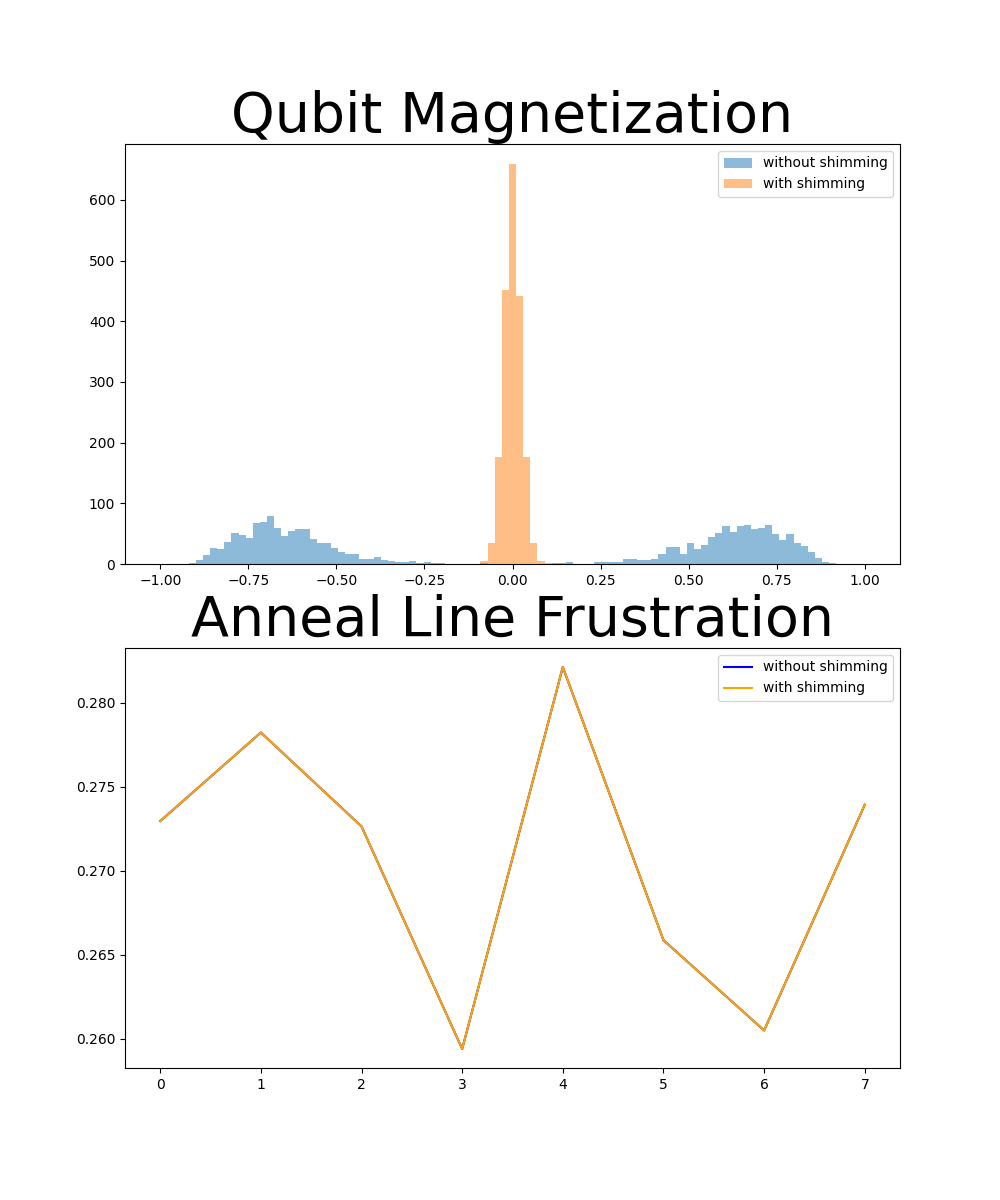 Qubit Magnetization
without shimming
with shimming
600
500
400
300
200
100
0
−1.00 −0.75 −0.50 −0.25 0.00 0.25 0.50 0.75 1.00
Anneal Line Frustration
without shimming
with shimming
0.280
0.275
0.270
0.265
0.260
0 1 2 3 4 5 6 7